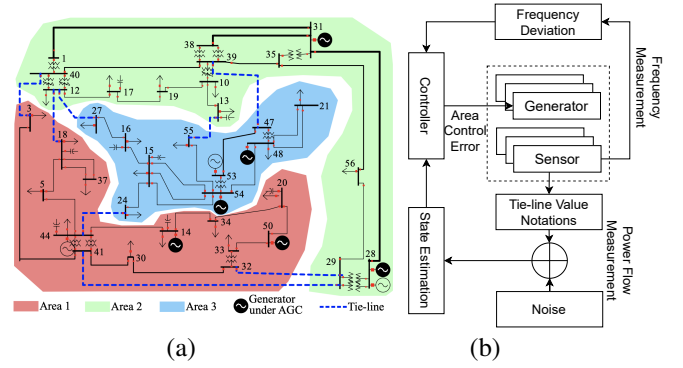 31
38
1
39
35
40
12
10
17
19
13
3
27
21
18
16
55
47
15
48
56
37
53
5
20
54
24
34
44
14
50
41
33
29
28
30
32
Area 1
Area 2
Area 3
Generator
under AGC
Tie-line
(a)
Frequency
Deviation
Frequency
Measurement
Controller
Area
Control
Error
Generator
Sensor
Tie-line Value
Notations
State Estimation
Power Flow
Measurement
Noise
(b)